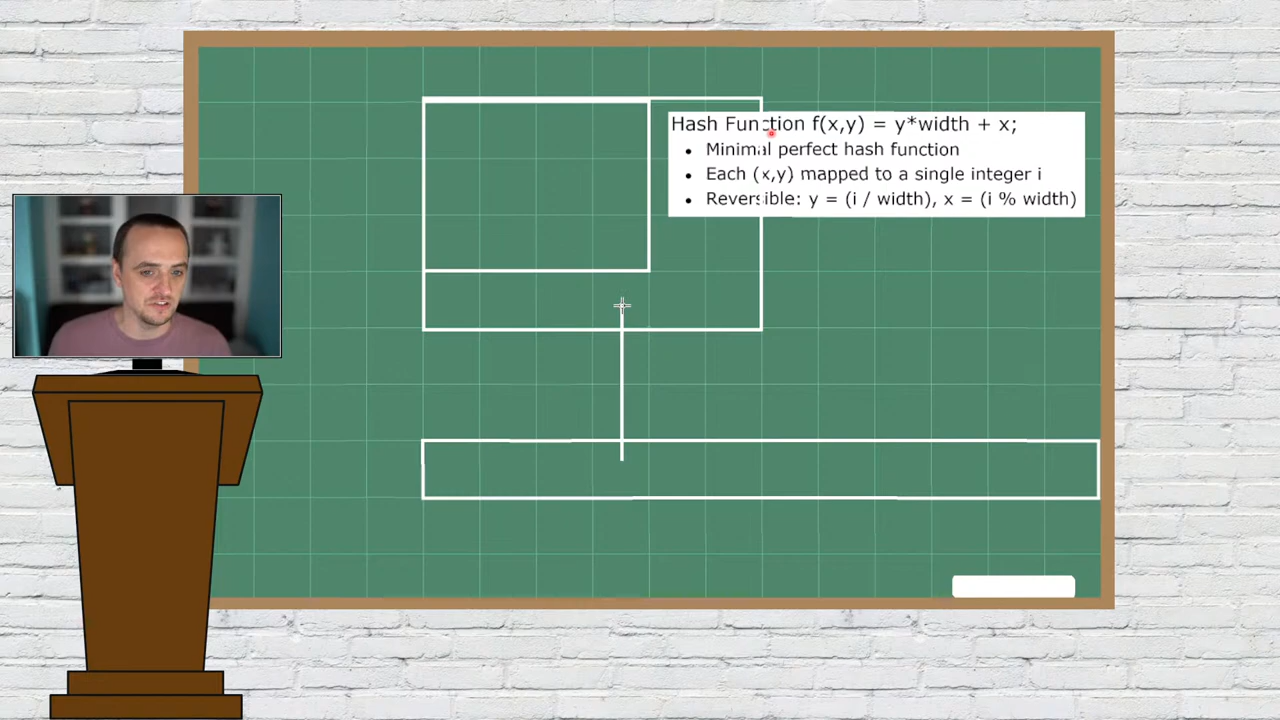 Hash Function f(x,y) = y*width + x;
• Minimal perfect hash function
• Each (x,y) mapped to a single integer i
• Reversible: y = (i / width), x = (i % width)